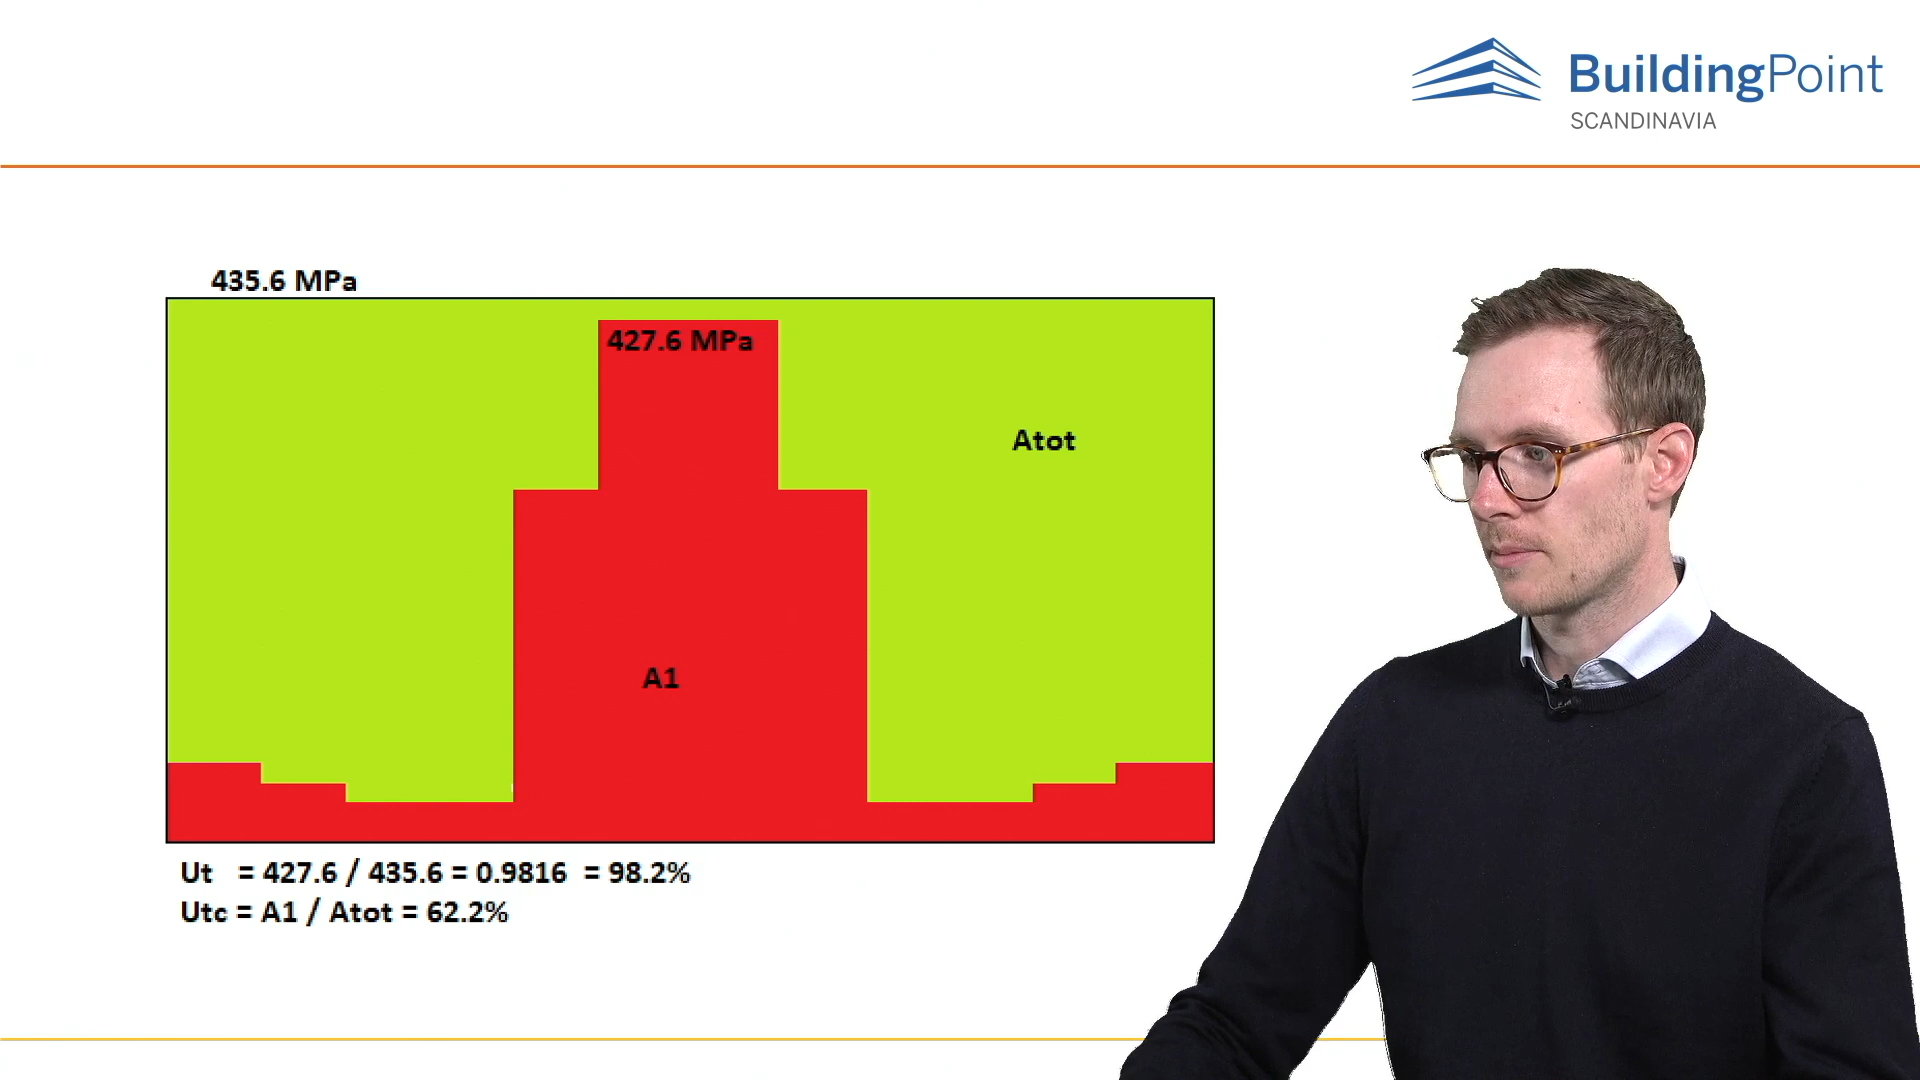 BuildingPoint
SCANDINAVIA
435.6 MPa
427.6 MPa
Atot
A1
Ut = 427.6 / 435.6 = 0.9816 = 98.2%
Utc = A1 / Atot = 62.2%